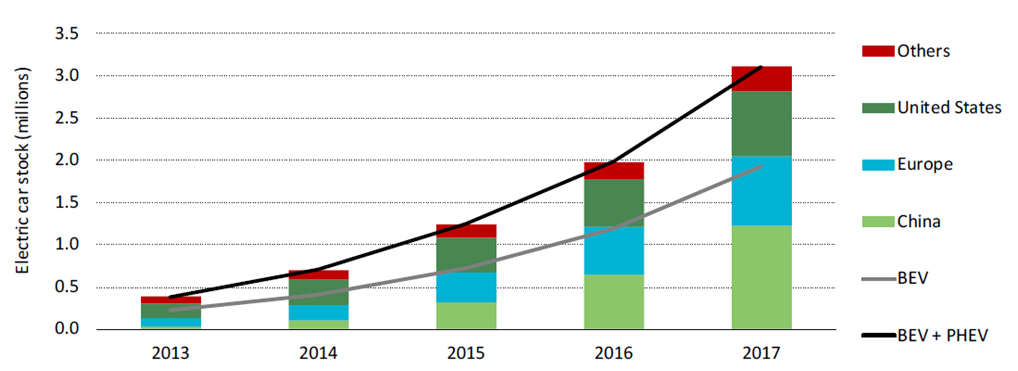 Electric car stock (millions)
3.5
3.0
2.5
2.0
1.5
1.0
0.5
0.0
2013 2014 2015 2016 2017
Others
United States
Europe
China
BEV
BEV + PHEV